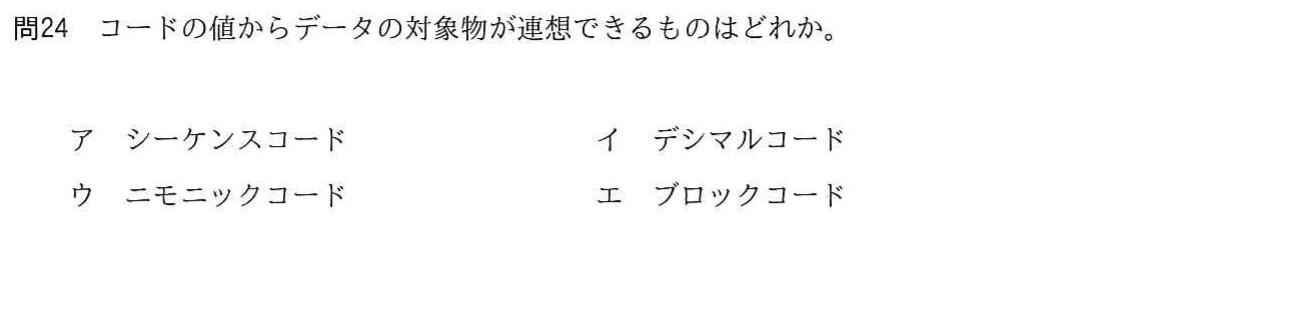 問24　コードの値からデータの対象物が連想できるものはどれか。
ア　シーケンスコード　　イ　デシマルコード
ウ　ニモニックコード　　エ　ブロックコード